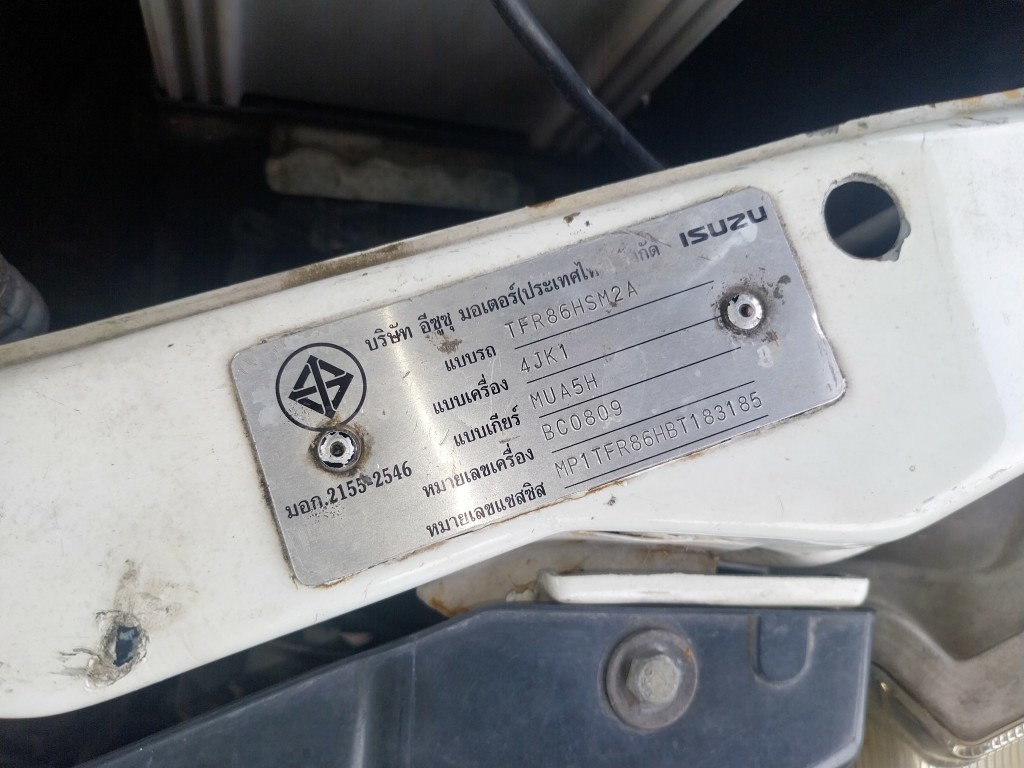 ISUZU
บริษัท อีซูซุ มอเตอร์(ประเทศไทย)จำกัด
แบบรถ TFR86HSM2A
แบบเครื่อง 4JK1
แบบเกียร์ MUA5H
หมายเลขเครื่อง BC0809
หมายเลขแชสซิส MP1TFR86HBT183185
มอก.2155-2546